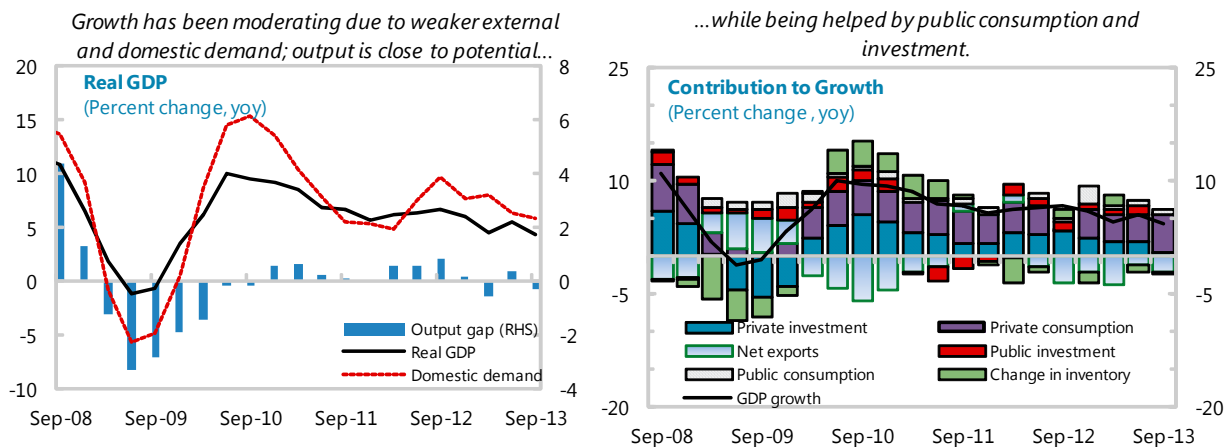 Growth has been moderating due to weaker external
and domestic demand; output is close to potential...
20
15
10
5
0
-5
-10
8
6
4
2
0
-2
-4
Real GDP
(Percent change, yoy)
Output gap (RHS)
Real GDP
Domestic demand
Sep-08 Sep-09 Sep-10 Sep-11 Sep-12 Sep-13
...while being helped by public consumption and
investment.
25
10
-5
-20
25
10
-5
-20
Contribution to Growth
(Percent change , yoy)
Private investment Private consumption
Net exports Public investment
Public consumption Change in inventory
GDP growth
Sep-08 Sep-09 Sep-10 Sep-11 Sep-12 Sep-13